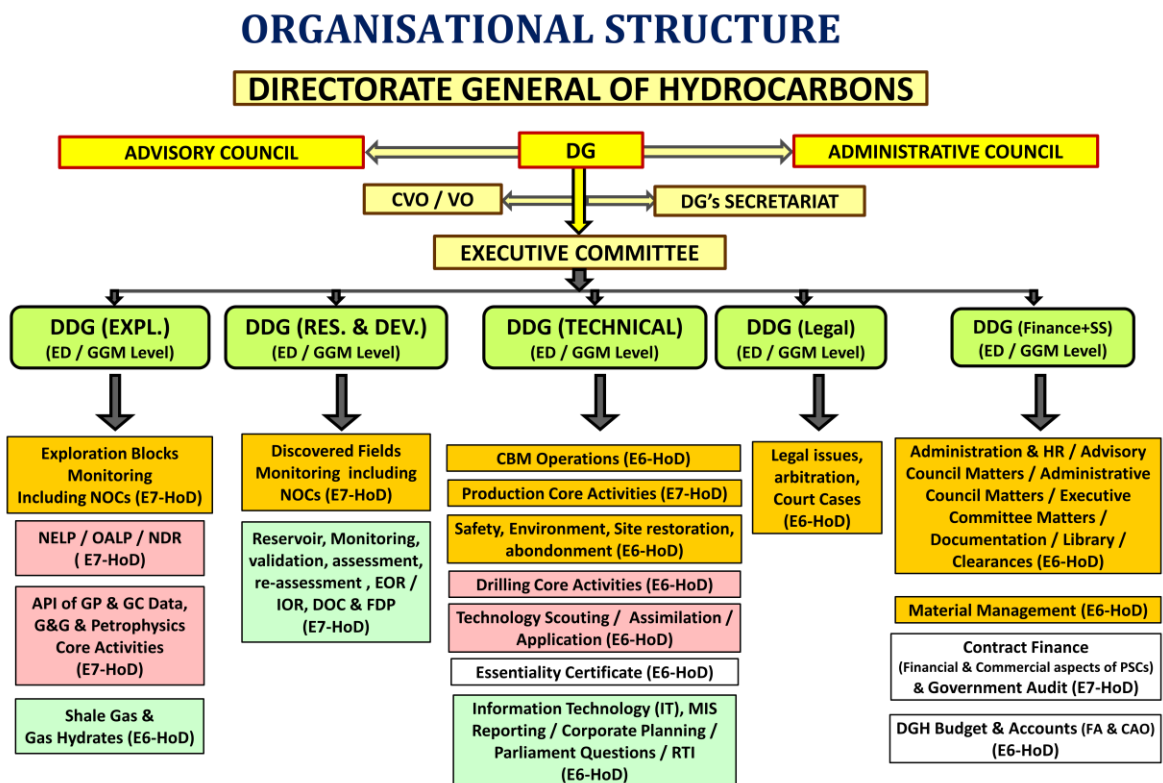 ORGANISATIONAL STRUCTURE
DIRECTORATE GENERAL OF HYDROCARBONS
ADVISORY COUNCIL
DG
ADMINISTRATIVE COUNCIL
CVO / VO
DG's SECRETARIAT
EXECUTIVE COMMITTEE
DDG (EXPL.)
(ED / GGM Level)
DDG (RES. & DEV.)
(ED / GGM Level)
DDG (TECHNICAL)
(ED / GGM Level)
DDG (Legal)
(ED / GGM Level)
DDG (Finance+SS)
(ED / GGM Level)
Exploration Blocks
Monitoring
Including NOCs (E7-HoD)
NELP / OALP / NDR
( E7-HoD)
API of GP & GC Data,
G&G & Petrophysics
Core Activities
(E7-HoD)
Shale Gas &
Gas Hydrates (E6-HoD)
Discovered Fields
Monitoring including
NOCs (E7-HoD)
Reservoir, Monitoring,
validation, assessment,
re-assessment , EOR /
IOR, DOC & FDP
(E7-HoD)
CBM Operations (E6-HoD)
Production Core Activities (E7-HoD)
Safety, Environment, Site restoration,
abondonment (E6-HoD)
Drilling Core Activities (E6-HoD)
Technology Scouting / Assimilation /
Application (E6-HoD)
Essentiality Certificate (E6-HoD)
Information Technology (IT), MIS
Reporting / Corporate Planning /
Parliament Questions / RTI
(E6-HoD)
Legal issues,
arbitration,
Court Cases
(E6-HoD)
Administration & HR / Advisory
Council Matters / Administrative
Council Matters / Executive
Committee Matters /
Documentation / Library /
Clearances (E6-HoD)
Material Management (E6-HoD)
Contract Finance
(Financial & Commercial aspects of PSCs)
& Government Audit (E7-HoD)
DGH Budget & Accounts (FA & CAO)
(E6-HoD)